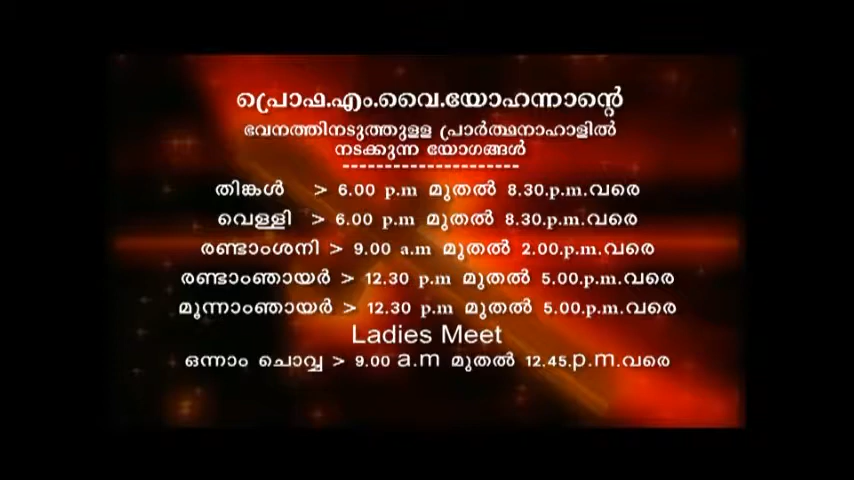 പ്രൊഫ.എം.വൈ.യോഹന്നാന്റെ
ഭവനത്തിനടുത്തുളള പ്രാർത്ഥനാഹാളിൽ
നടക്കുന്ന യോഗങ്ങൾ
---------------------
തിങ്കൾ > 6.00 p.m മുതൽ 8.30.p.m.വരെ
വെള്ളി > 6.00 p.m മുതൽ 8.30.p.m.വരെ
രണ്ടാംശനി > 9.00 a.m മുതൽ 2.00.p.m.വരെ
രണ്ടാംഞായർ > 12.30 p.m മുതൽ 5.00.p.m.വരെ
മൂന്നാംഞായർ > 12.30 p.m മുതൽ 5.00.p.m.വരെ
Ladies Meet
ഒന്നാം ചൊവ്വ > 9.00 a.m മുതൽ 12.45.p.m.വരെ